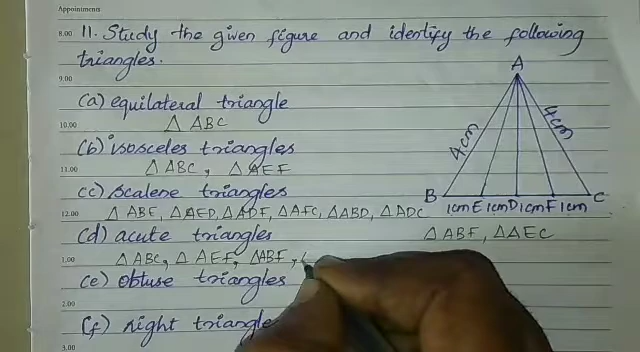 Appointments
8.00 11. Study the given figure and identify the following
triangles.
9.00
(a) equilateral triangle
10.00 △ ABC
(b) isosceles triangles
11.00 △ ABC, △ AEF
(c) scalene triangles
12.00 △ ABE, △AED, △ADF, △AFC, △ABD, △ADC
△ABF, △AEC
(d) acute triangles
1.00 △ ABC, △ AEF, △ABF,
(e) obtuse triangles
2.00
(f) right triangle
3.00
A
4cm
4cm
B C
1cm E 1cm D 1cm F 1cm